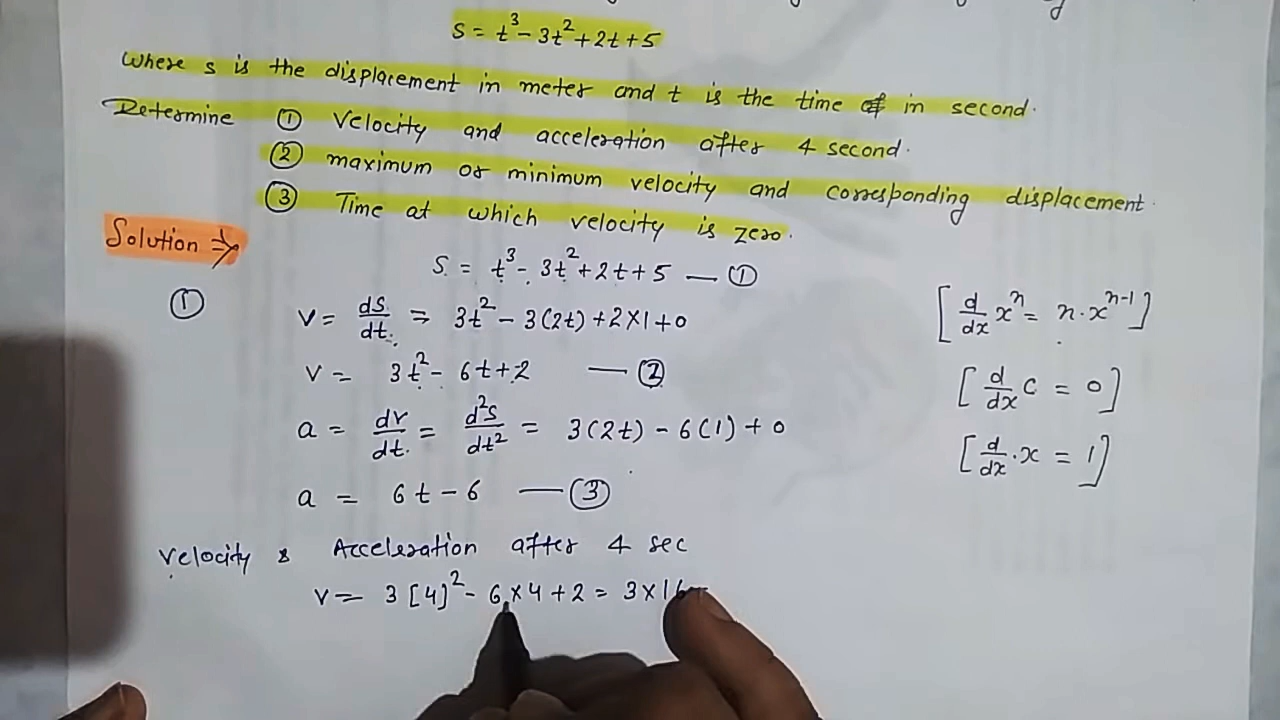 S = t³ - 3t² + 2t + 5
Where s is the displacement in meter and t is the time in second.
Determine ① Velocity and acceleration after 4 second.
② maximum or minimum velocity and corresponding displacement.
③ Time at which velocity is zero.
Solution ⇒
S = t³ - 3t² + 2t + 5 — ①
① V = dS/dt ⇒ 3t² - 3(2t) + 2×1 + 0
[d/dx xⁿ = n·xⁿ⁻¹]
V = 3t² - 6t + 2 — ②
[d/dx C = 0]
a = dv/dt = d²S/dt² = 3(2t) - 6(1) + 0
[d/dx ·x = 1]
a = 6t - 6 — ③
Velocity & Acceleration after 4 sec
V = 3[4]² - 6×4 + 2 = 3×16